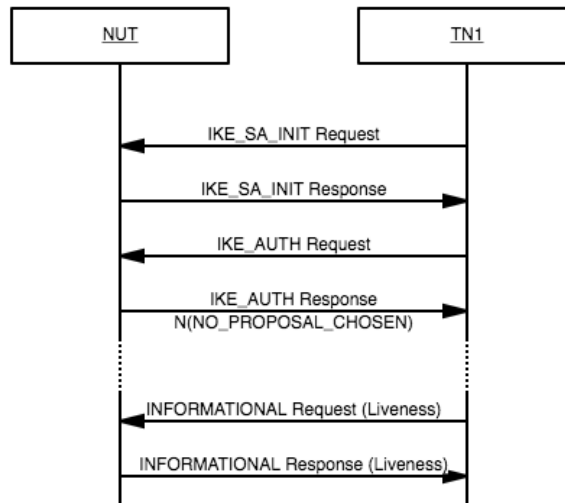 NUT
TN1
IKE_SA_INIT Request
IKE_SA_INIT Response
IKE_AUTH Request
IKE_AUTH Response
N(NO_PROPOSAL_CHOSEN)
INFORMATIONAL Request (Liveness)
INFORMATIONAL Response (Liveness)